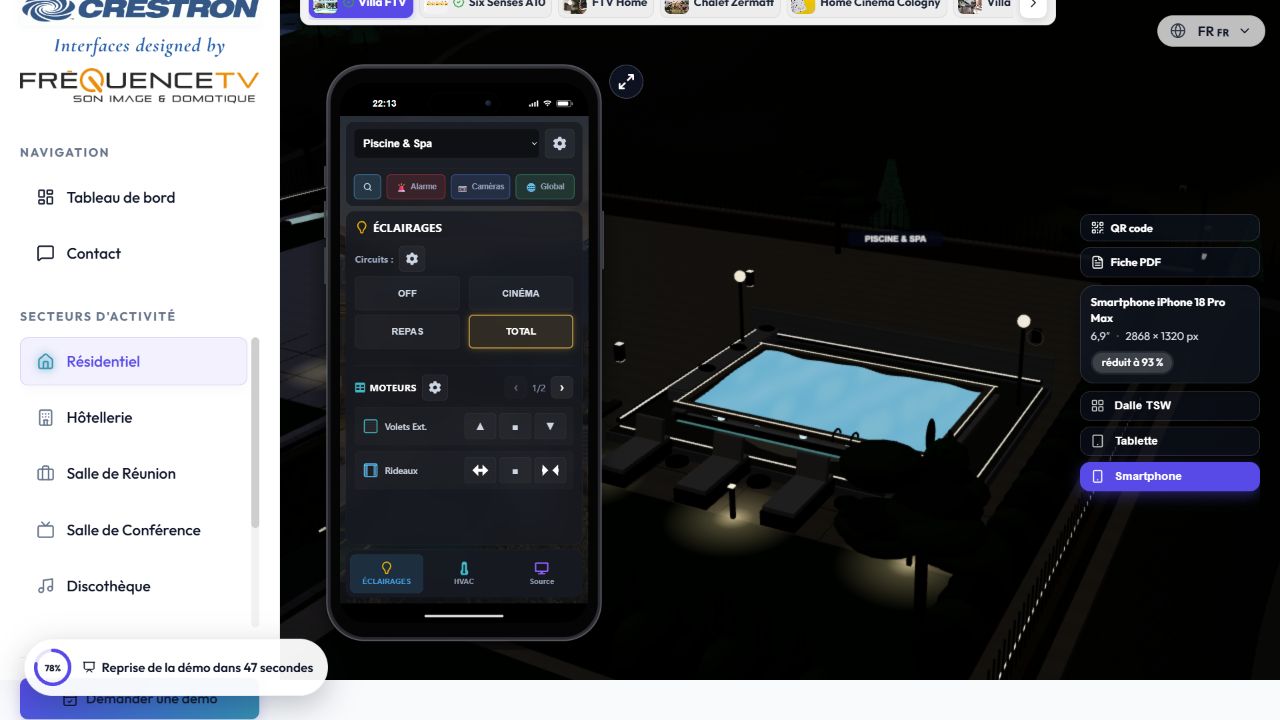 CRESTRON
Interfaces designed by
FRÉQUENCETV
SON IMAGE & DOMOTIQUE
NAVIGATION
Tableau de bord
Contact
SECTEURS D'ACTIVITÉ
Résidentiel
Hôtellerie
Salle de Réunion
Salle de Conférence
Discothèque
78%
Reprise de la démo dans 47 secondes
Demander une démo
Villa FTV
Six Senses A10
FTV Home
Chalet Zermatt
Home Cinema Cologny
Villa
FR FR
22:13
Piscine & Spa
Alarme
Caméras
Global
ÉCLAIRAGES
Circuits :
OFF
CINÉMA
REPAS
TOTAL
MOTEURS
1/2
Volets Ext.
Rideaux
ÉCLAIRAGES
HVAC
Source
PISCINE & SPA
QR code
Fiche PDF
Smartphone iPhone 18 Pro
Max
6,9″ · 2868 × 1320 px
réduit à 93 %
Dalle TSW
Tablette
Smartphone